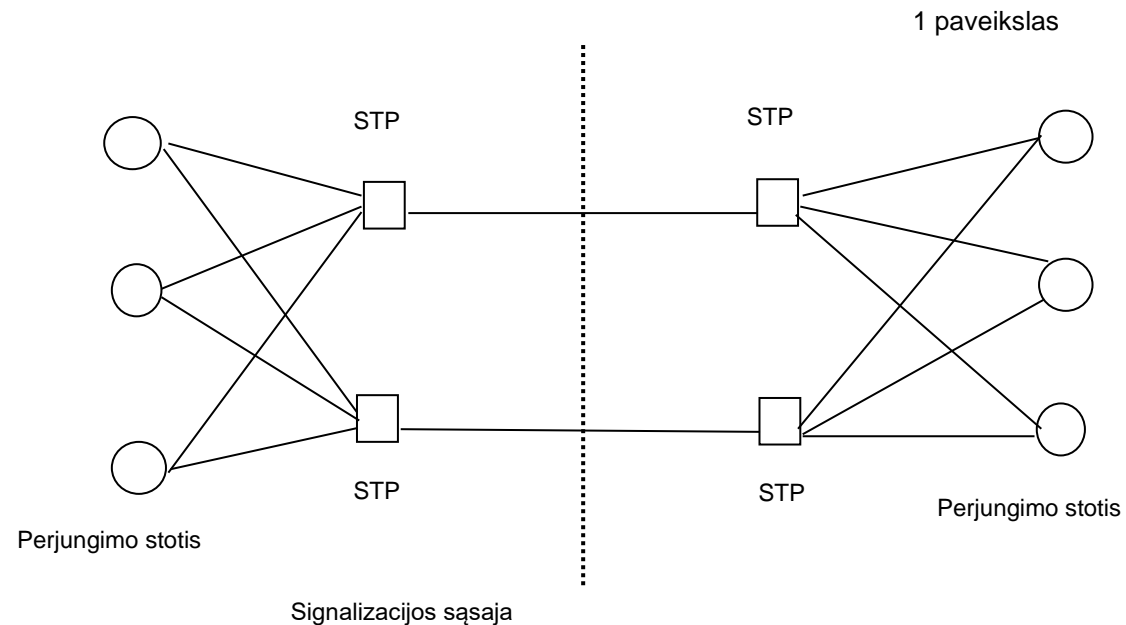 1 paveikslas
STP
STP
STP
STP
Perjungimo stotis
Perjungimo stotis
Signalizacijos sąsaja